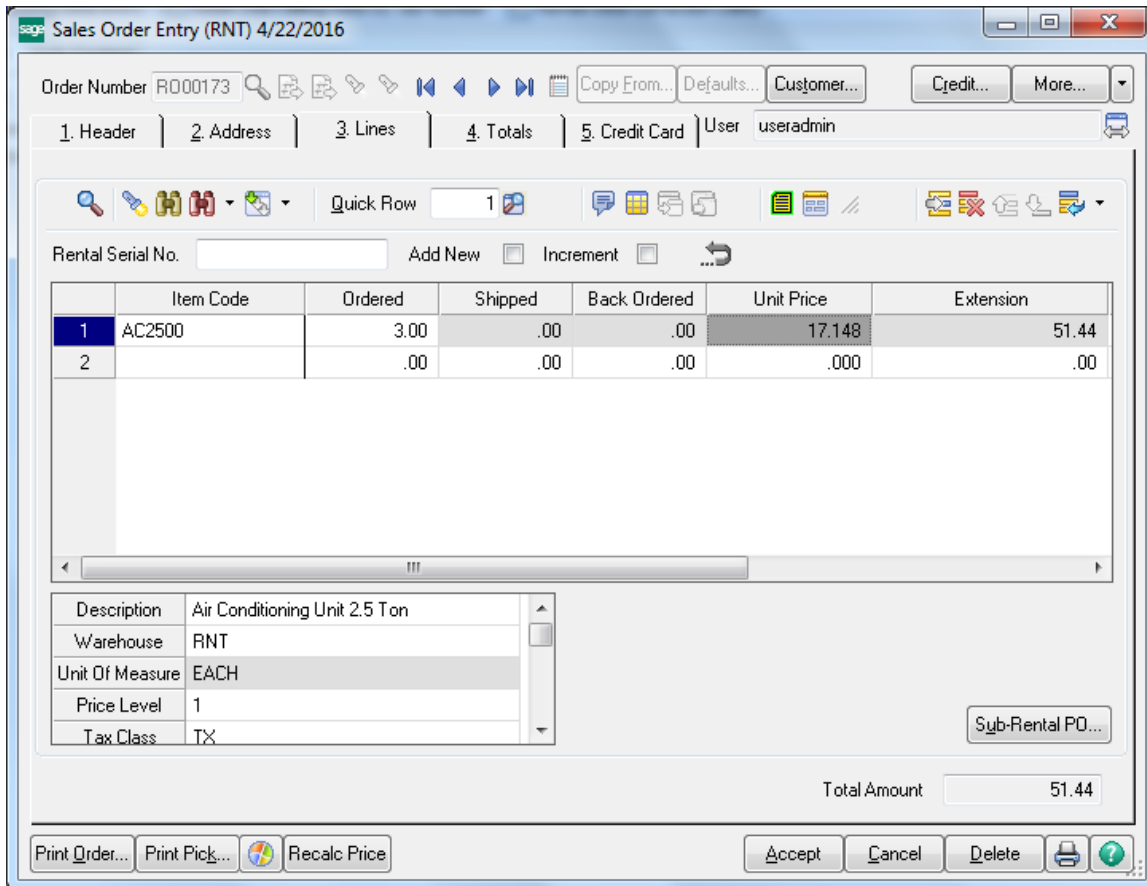 sage Sales Order Entry (RNT) 4/22/2016
Order Number RO00173 Copy From... Defaults... Customer... Credit... More...
1. Header 2. Address 3. Lines 4. Totals 5. Credit Card User useradmin
Quick Row 1
Rental Serial No. Add New Increment
Item Code Ordered Shipped Back Ordered Unit Price Extension
1 AC2500 3.00 .00 .00 17.148 51.44
2 .00 .00 .00 .000 .00
Description Air Conditioning Unit 2.5 Ton
Warehouse RNT
Unit Of Measure EACH
Price Level 1
Tax Class TX
Sub-Rental PO...
Total Amount 51.44
Print Order... Print Pick... Recalc Price Accept Cancel Delete